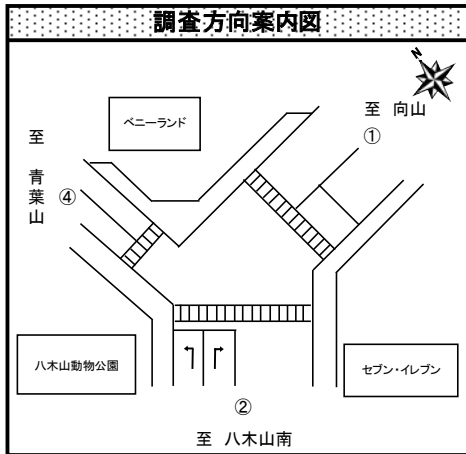 調査方向案内図
N
至 向山
①
ベニーランド
至 青葉山
④
八木山動物公園
セブン・イレブン
②
至 八木山南